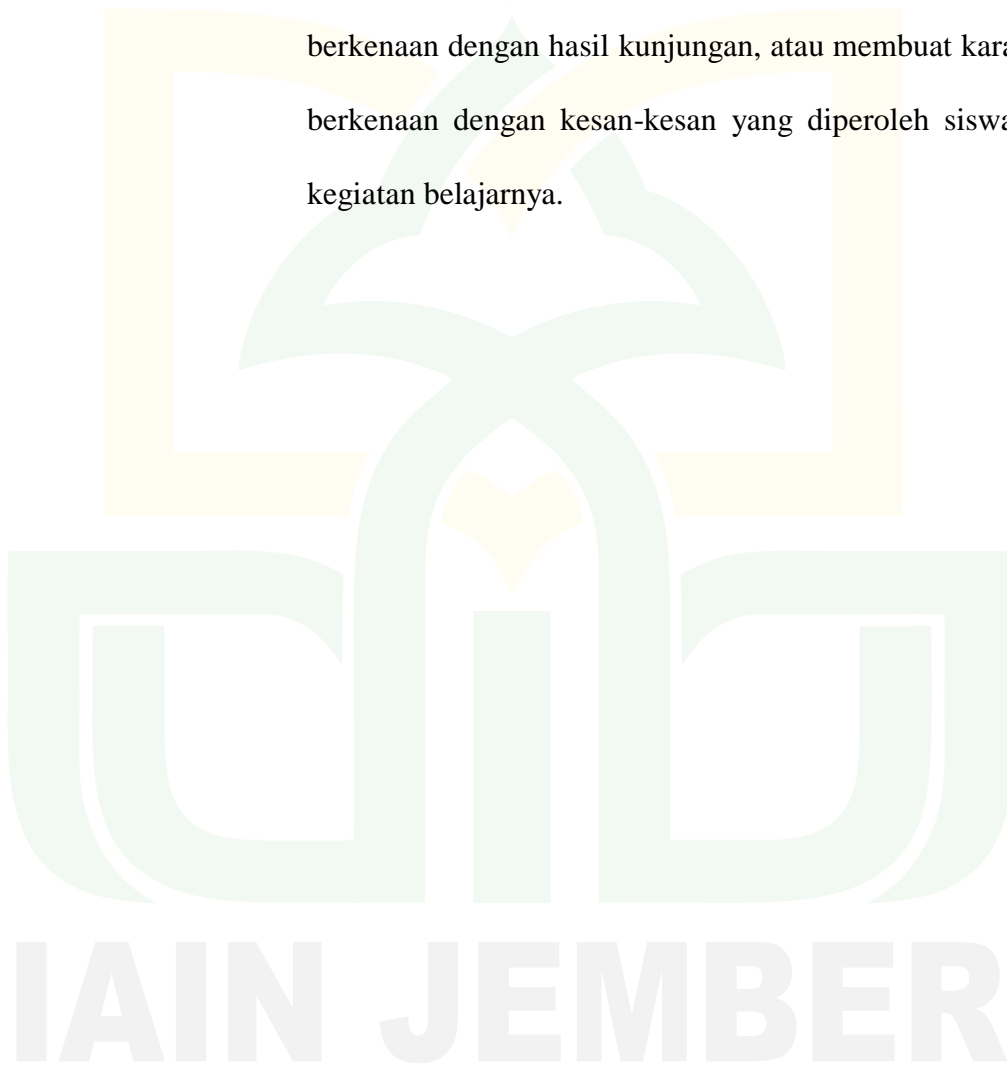 berkenaan dengan hasil kunjungan, atau membuat kara
berkenaan dengan kesan-kesan yang diperoleh siswa
kegiatan belajarnya.
IAIN JEMBER